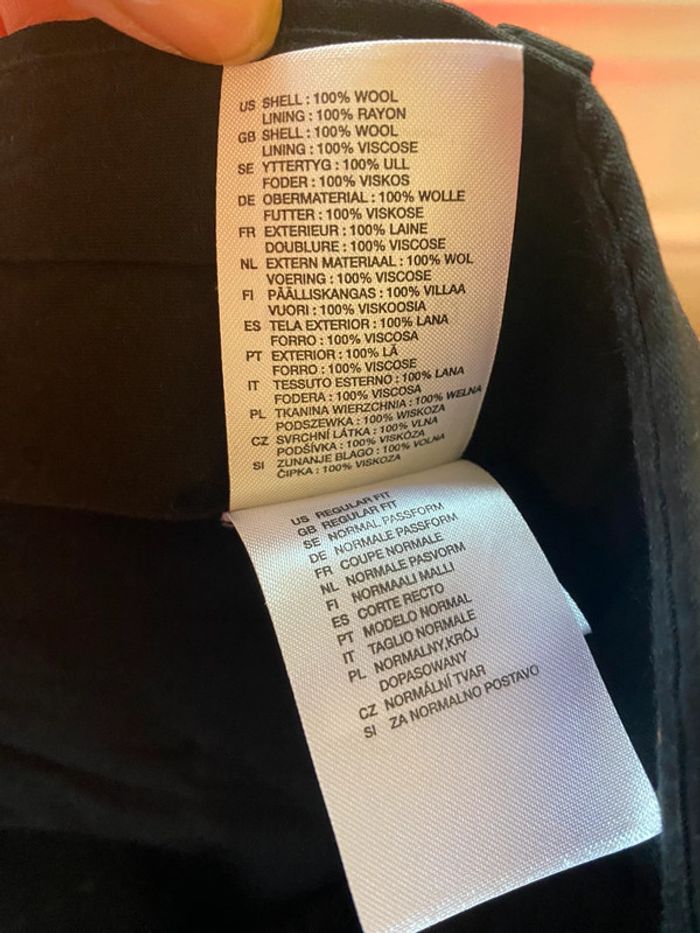 US SHELL : 100% WOOL
LINING : 100% RAYON
GB SHELL : 100% WOOL
LINING : 100% VISCOSE
SE YTTERTYG : 100% ULL
FODER : 100% VISKOS
DE OBERMATERIAL : 100% WOLLE
FUTTER : 100% VISKOSE
FR EXTERIEUR : 100% LAINE
DOUBLURE : 100% VISCOSE
NL EXTERN MATERIAAL : 100% WOL
VOERING : 100% VISCOSE
FI PÄÄLLISKANGAS : 100% VILLAA
VUORI : 100% VISKOOSIA
ES TELA EXTERIOR : 100% LANA
FORRO : 100% VISCOSA
PT EXTERIOR : 100% LÃ
FORRO : 100% VISCOSE
IT TESSUTO ESTERNO : 100% LANA
FODERA : 100% VISCOSA
PL TKANINA WIERZCHNIA : 100% WELNA
PODSZEWKA : 100% WISKOZA
CZ SVRCHNÍ LÁTKA : 100% VLNA
PODŠÍVKA : 100% VISKÓZA
SI ZUNANJE BLAGO : 100% VOLNA
ČIPKA : 100% VISKOZA
US REGULAR FIT
GB REGULAR FIT
SE NORMAL PASSFORM
DE NORMALE PASSFORM
FR COUPE NORMALE
NL NORMALE PASVORM
FI NORMAALI MALLI
ES CORTE RECTO
PT MODELO NORMAL
IT TAGLIO NORMALE
PL NORMALNY,KRÓJ
DOPASOWANY
CZ NORMÁLNÍ TVAR
SI ZA NORMALNO POSTAVO